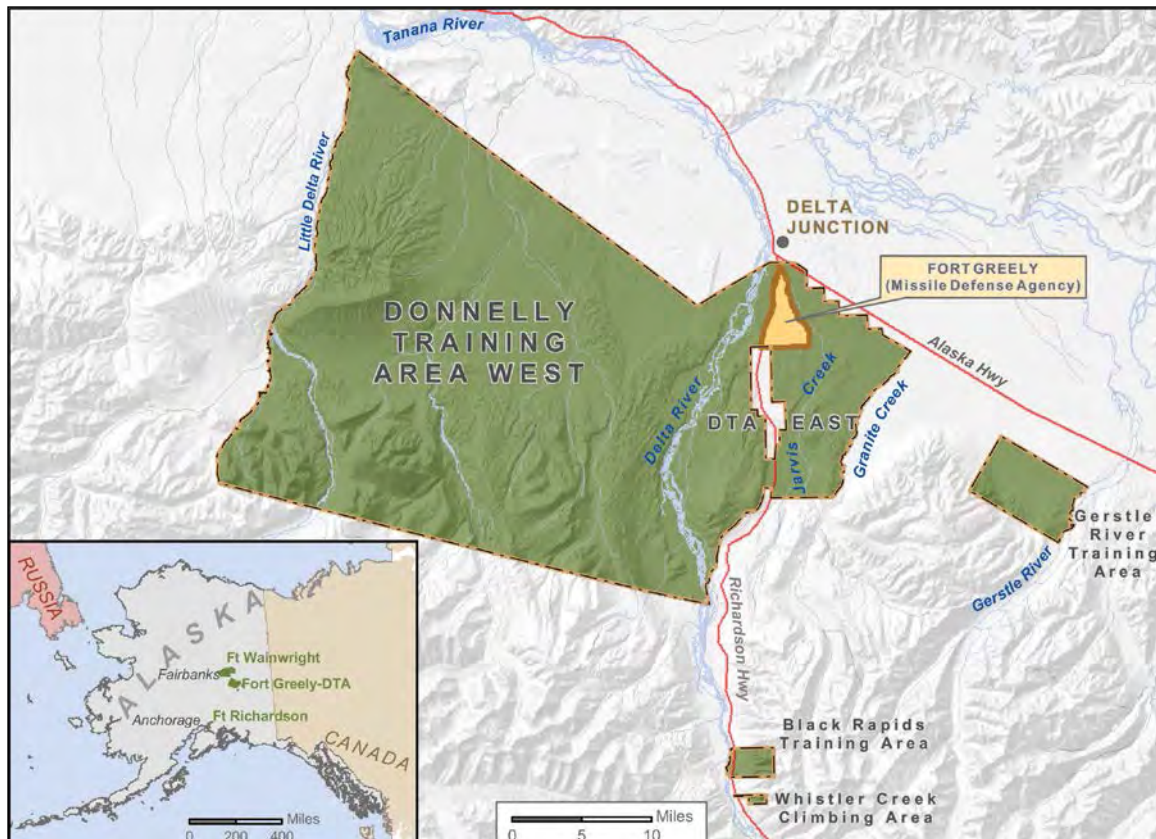 Tanana River
Little Delta River
DELTA
JUNCTION
FORT GREELY
(Missile Defense Agency)
DONNELLY
TRAINING
AREA WEST
Alaska Hwy
Delta River
Creek
DTA EAST
Jarvis
Granite Creek
Gerstle
River
Training
Area
Gerstle River
Richardson Hwy
Black Rapids
Training Area
Whistler Creek
Climbing Area
RUSSIA
ALASKA
Ft Wainwright
Fairbanks
Fort Greely-DTA
Anchorage
Ft Richardson
CANADA
Miles
0 200 400
Miles
0 5 10